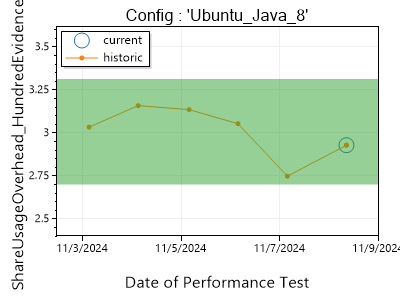 Config : 'Ubuntu_Java_8'
current
historic
ShareUsageOverhead_HundredEvidence
3.5
3.25
3
2.75
2.5
11/3/2024 11/5/2024 11/7/2024 11/9/2024
Date of Performance Test